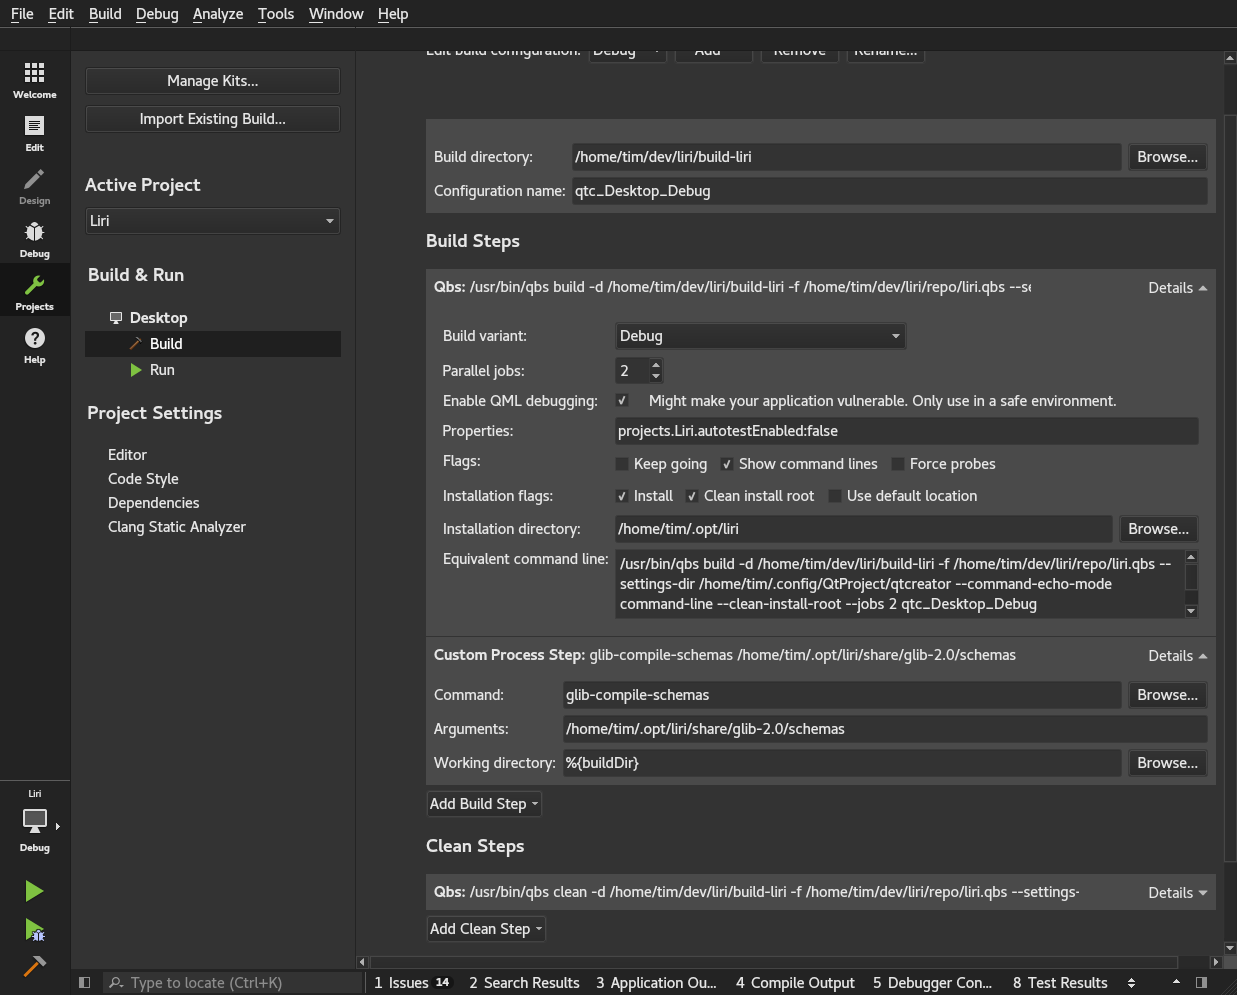 File Edit Build Debug Analyze Tools Window Help
Edit build configuration: Debug Add Remove Rename...
Welcome
Edit
Design
Debug
Projects
Help
Manage Kits...
Import Existing Build...
Active Project
Liri
Build & Run
Desktop
Build
Run
Project Settings
Editor
Code Style
Dependencies
Clang Static Analyzer
Build directory: /home/tim/dev/liri/build-liri Browse...
Configuration name: qtc_Desktop_Debug
Build Steps
Qbs: /usr/bin/qbs build -d /home/tim/dev/liri/build-liri -f /home/tim/dev/liri/repo/liri.qbs --se Details
Build variant: Debug
Parallel jobs: 2
Enable QML debugging: Might make your application vulnerable. Only use in a safe environment.
Properties: projects.Liri.autotestEnabled:false
Flags: Keep going Show command lines Force probes
Installation flags: Install Clean install root Use default location
Installation directory: /home/tim/.opt/liri Browse...
Equivalent command line: /usr/bin/qbs build -d /home/tim/dev/liri/build-liri -f /home/tim/dev/liri/repo/liri.qbs --
settings-dir /home/tim/.config/QtProject/qtcreator --command-echo-mode
command-line --clean-install-root --jobs 2 qtc_Desktop_Debug
Custom Process Step: glib-compile-schemas /home/tim/.opt/liri/share/glib-2.0/schemas Details
Command: glib-compile-schemas Browse...
Arguments: /home/tim/.opt/liri/share/glib-2.0/schemas
Working directory: %{buildDir} Browse...
Add Build Step
Clean Steps
Qbs: /usr/bin/qbs clean -d /home/tim/dev/liri/build-liri -f /home/tim/dev/liri/repo/liri.qbs --settings- Details
Add Clean Step
Liri
Debug
Type to locate (Ctrl+K) 1 Issues 14 2 Search Results 3 Application Ou... 4 Compile Output 5 Debugger Con... 8 Test Results